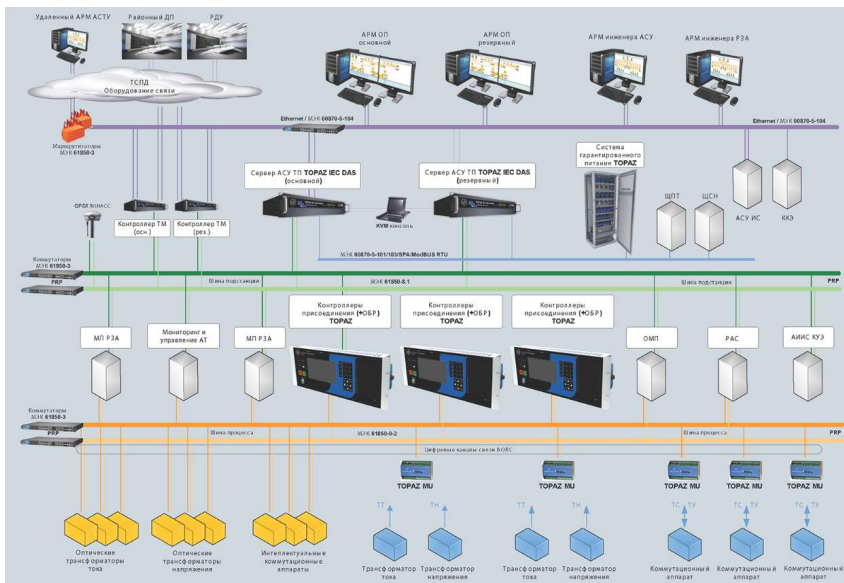 Удаленный АРМ АСТУ
Районный ДП
РДУ
АРМ ОП
основной
АРМ ОП
резервный
АРМ инженера АСУ
АРМ инженера РЗА
ТСПД
Оборудование связи
Ethernet / МЭК 60870-5-104
Ethernet / МЭК 60870-5-104
Маршрутизаторы
МЭК 61850-3
Сервер АСУ ТП TOPAZ IEC DAS
(основной)
Сервер АСУ ТП TOPAZ IEC DAS
(резервный)
Система
гарантированного
питания TOPAZ
ЩПТ
ЩСН
АСУ ИС
ККЭ
Контроллер ТМ
(осн.)
Контроллер ТМ
(рез.)
KVM консоль
МЭК 60870-5-101/103/SPA/ModBUS RTU
Коммутаторы
МЭК 61850-3
PRP
Шина подстанции
МЭК 61850-8.1
Шина подстанции
PRP
МП РЗА
Мониторинг и
управление АТ
МП РЗА
Контроллеры
присоединения (+ОБР)
TOPAZ
Контроллеры
присоединения (+ОБР)
TOPAZ
Контроллеры
присоединения (+ОБР)
TOPAZ
ОМП
РАС
АИИС КУЭ
Коммутаторы
МЭК 61850-3
PRP
Шина процесса
МЭК 61850-9-2
Шина процесса
PRP
Цифровые каналы связи ВОЛС
TOPAZ MU
TOPAZ MU
TOPAZ MU
TOPAZ MU
TOPAZ MU
ТТ
ТН
ТТ
ТН
ТС
ТУ
ТС
ТУ
ТС
ТУ
Оптические
трансформаторы
тока
Оптические
трансформаторы
напряжения
Интеллектуальные
коммутационные
аппараты
Трансформатор
тока
Трансформатор
напряжения
Трансформатор
тока
Трансформатор
напряжения
Коммутационный
аппарат
Коммутационный
аппарат
Коммутационный
аппарат